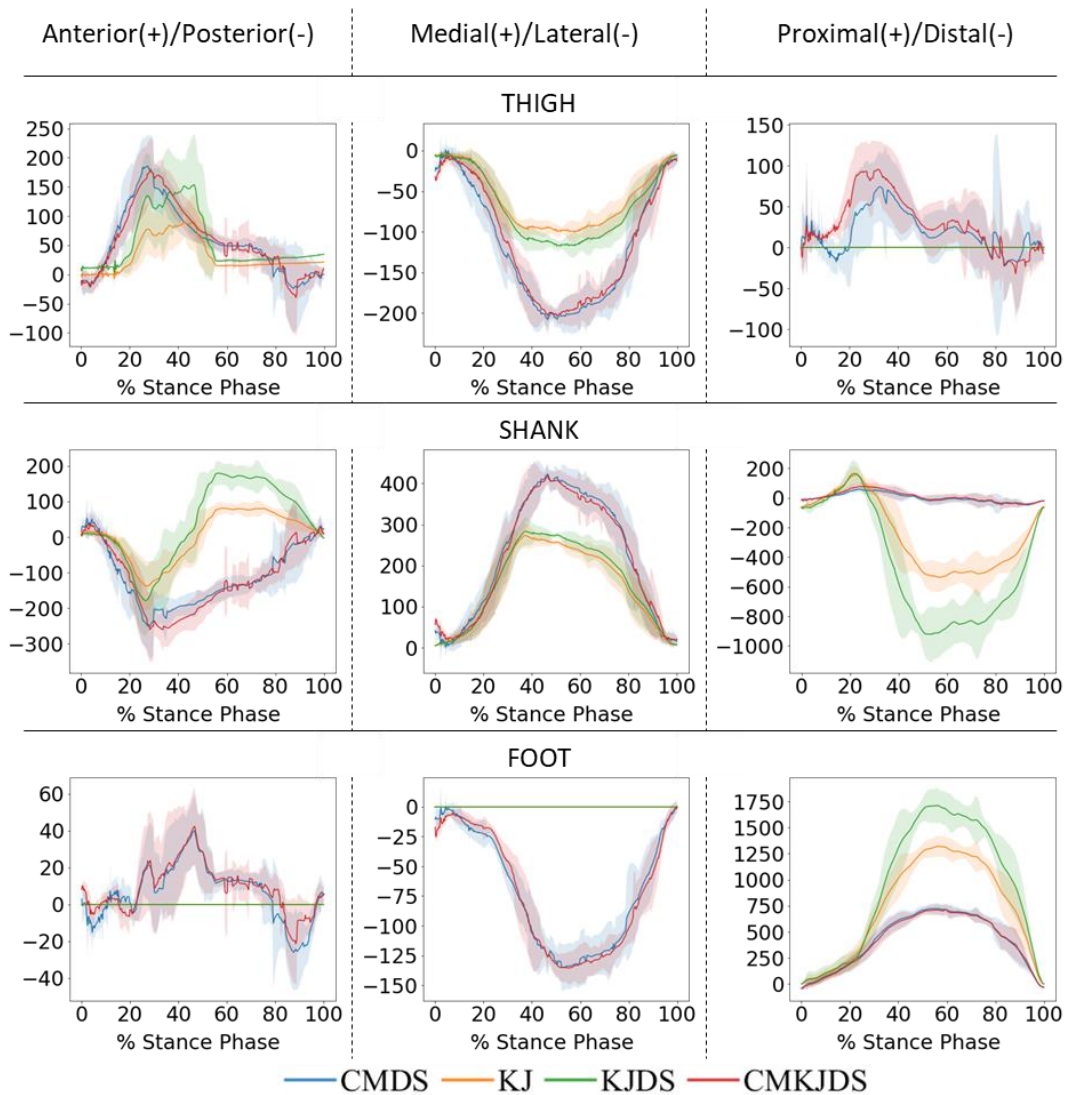 Anterior(+)/Posterior(-) Medial(+)/Lateral(-) Proximal(+)/Distal(-)
THIGH
250
200
150
100
50
0
−50
−100
0 20 40 60 80 100
% Stance Phase
0
−50
−100
−150
−200
0 20 40 60 80 100
% Stance Phase
150
100
50
0
−50
−100
0 20 40 60 80 100
% Stance Phase
SHANK
200
100
0
−100
−200
−300
0 20 40 60 80 100
% Stance Phase
400
300
200
100
0
0 20 40 60 80 100
% Stance Phase
200
0
−200
−400
−600
−800
−1000
0 20 40 60 80 100
% Stance Phase
FOOT
60
40
20
0
−20
−40
0 20 40 60 80 100
% Stance Phase
0
−25
−50
−75
−100
−125
−150
0 20 40 60 80 100
% Stance Phase
1750
1500
1250
1000
750
500
250
0
0 20 40 60 80 100
% Stance Phase
CMDS KJ KJDS CMKJDS